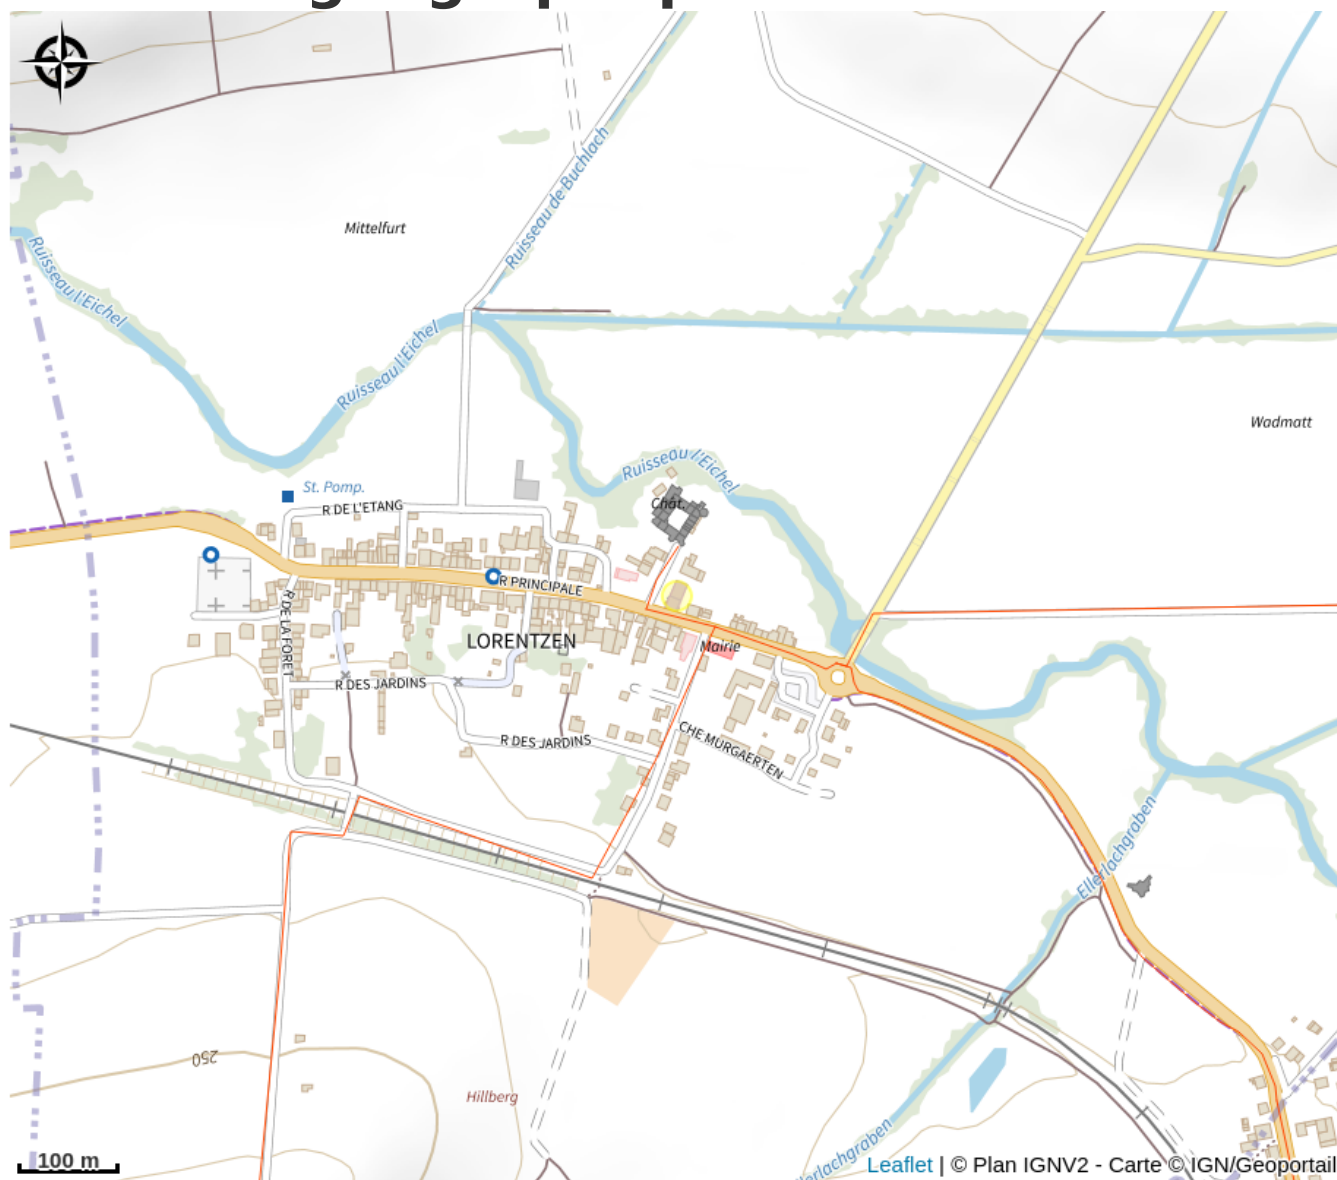 Mittelfurt
Ruisseau de Buchlach
Ruisseau l'Eichel
Ruisseau l'Eichel
Wadmatt
Ruisseau l'Eichel
St. Pomp.
Chât.
R DE L'ETANG
R PRINCIPALE
R DE LA FORET
LORENTZEN
Mairie
R DES JARDINS
R DES JARDINS
CHE MURGAERTEN
Ellerlachgraben
250
Hillberg
100 m
Leaflet | © Plan IGNV2 - Carte © IGN/Geoportail